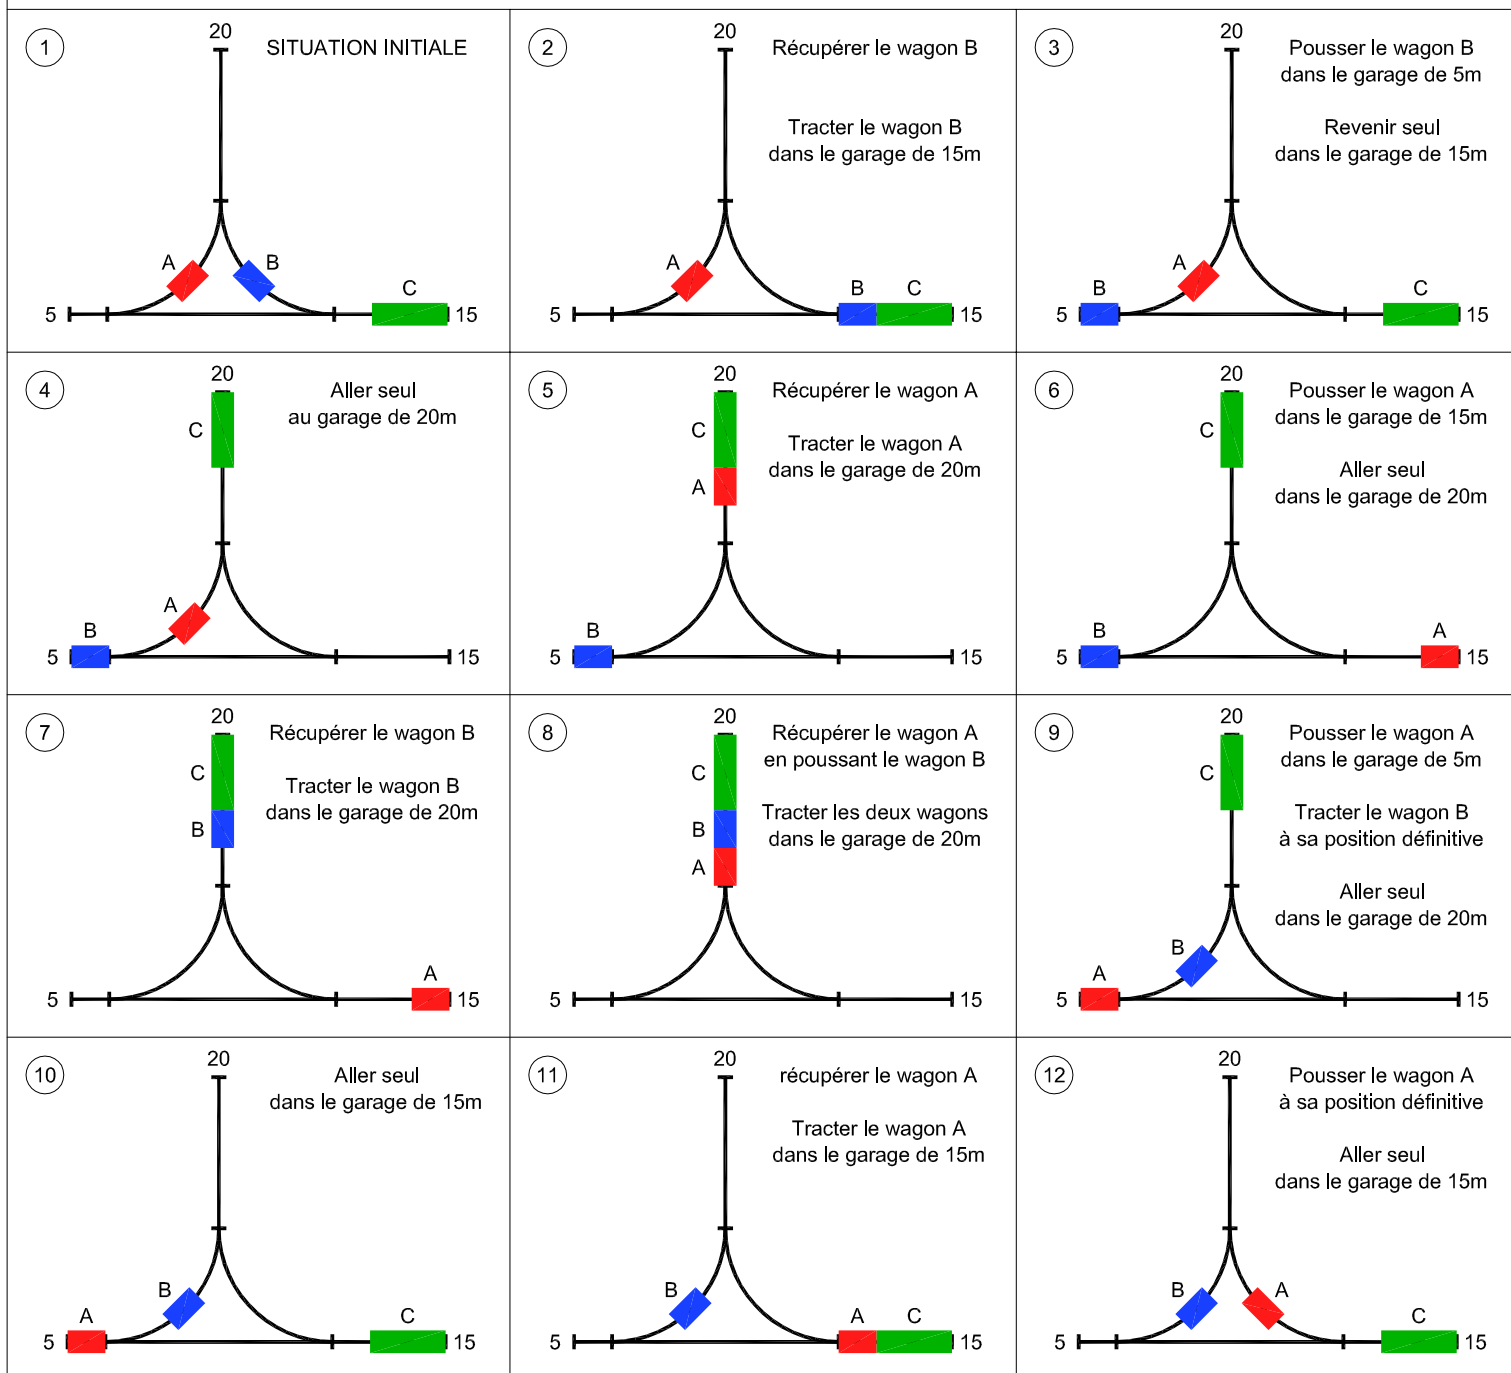 1
20
SITUATION INITIALE
A
B
C
5
15
2
20
Récupérer le wagon B
Tracter le wagon B
dans le garage de 15m
A
B
C
5
15
3
20
Pousser le wagon B
dans le garage de 5m
Revenir seul
dans le garage de 15m
A
B
C
5
15
4
20
Aller seul
au garage de 20m
C
A
B
5
15
5
20
Récupérer le wagon A
Tracter le wagon A
dans le garage de 20m
C
A
B
5
15
6
20
Pousser le wagon A
dans le garage de 15m
Aller seul
dans le garage de 20m
C
B
A
5
15
7
20
Récupérer le wagon B
Tracter le wagon B
dans le garage de 20m
C
B
A
5
15
8
20
Récupérer le wagon A
en poussant le wagon B
Tracter les deux wagons
dans le garage de 20m
C
B
A
5
15
9
20
Pousser le wagon A
dans le garage de 5m
Tracter le wagon B
à sa position définitive
Aller seul
dans le garage de 20m
C
B
A
5
15
10
20
Aller seul
dans le garage de 15m
B
A
C
5
15
11
20
récupérer le wagon A
Tracter le wagon A
dans le garage de 15m
B
A
C
5
15
12
20
Pousser le wagon A
à sa position définitive
Aller seul
dans le garage de 15m
B
A
C
5
15